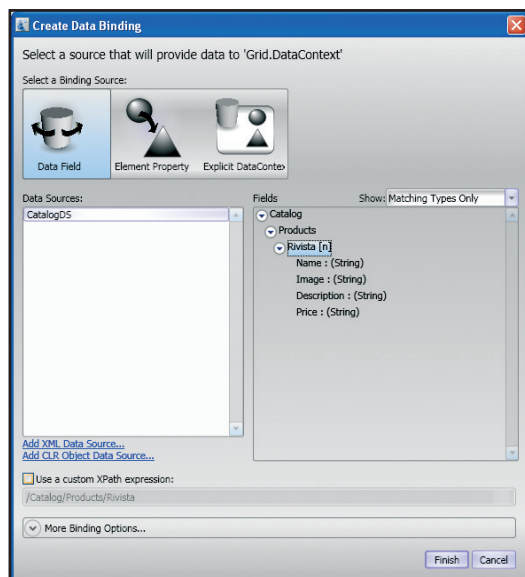 Create Data Binding
Select a source that will provide data to 'Grid.DataContext'
Select a Binding Source:
Data Field
Element Property
Explicit DataContex
Data Sources:
Fields
Show: Matching Types Only
CatalogDS
Catalog
Products
Rivista [n]
Name : (String)
Image : (String)
Description : (String)
Price : (String)
Add XML Data Source...
Add CLR Object Data Source...
Use a custom XPath expression:
/Catalog/Products/Rivista
More Binding Options...
Finish
Cancel